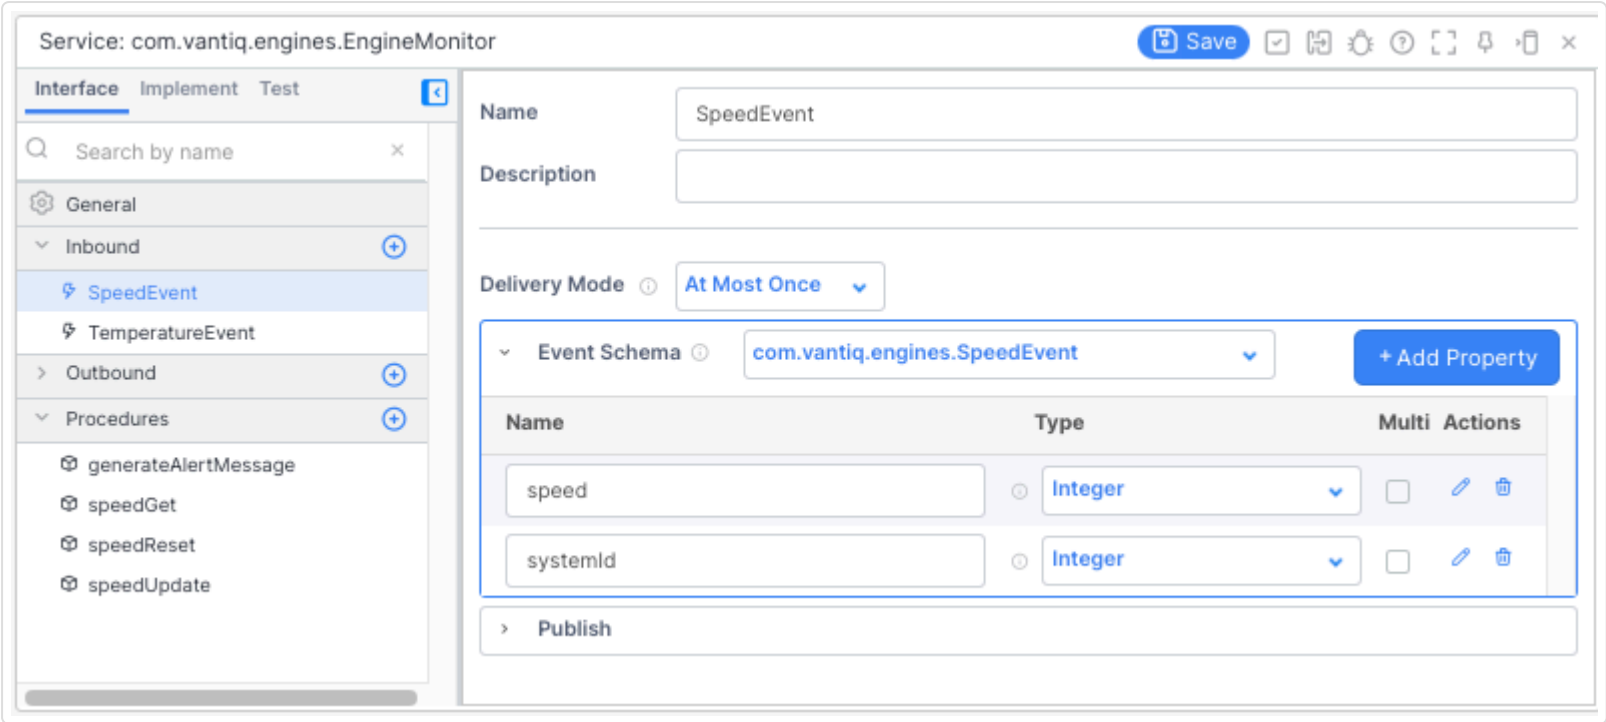 Service: com.vantiq.engines.EngineMonitor
Save
Interface Implement Test
Search by name
General
Inbound
SpeedEvent
TemperatureEvent
Outbound
Procedures
generateAlertMessage
speedGet
speedReset
speedUpdate
Name SpeedEvent
Description
Delivery Mode At Most Once
Event Schema com.vantiq.engines.SpeedEvent + Add Property
Name Type Multi Actions
speed Integer
systemId Integer
Publish